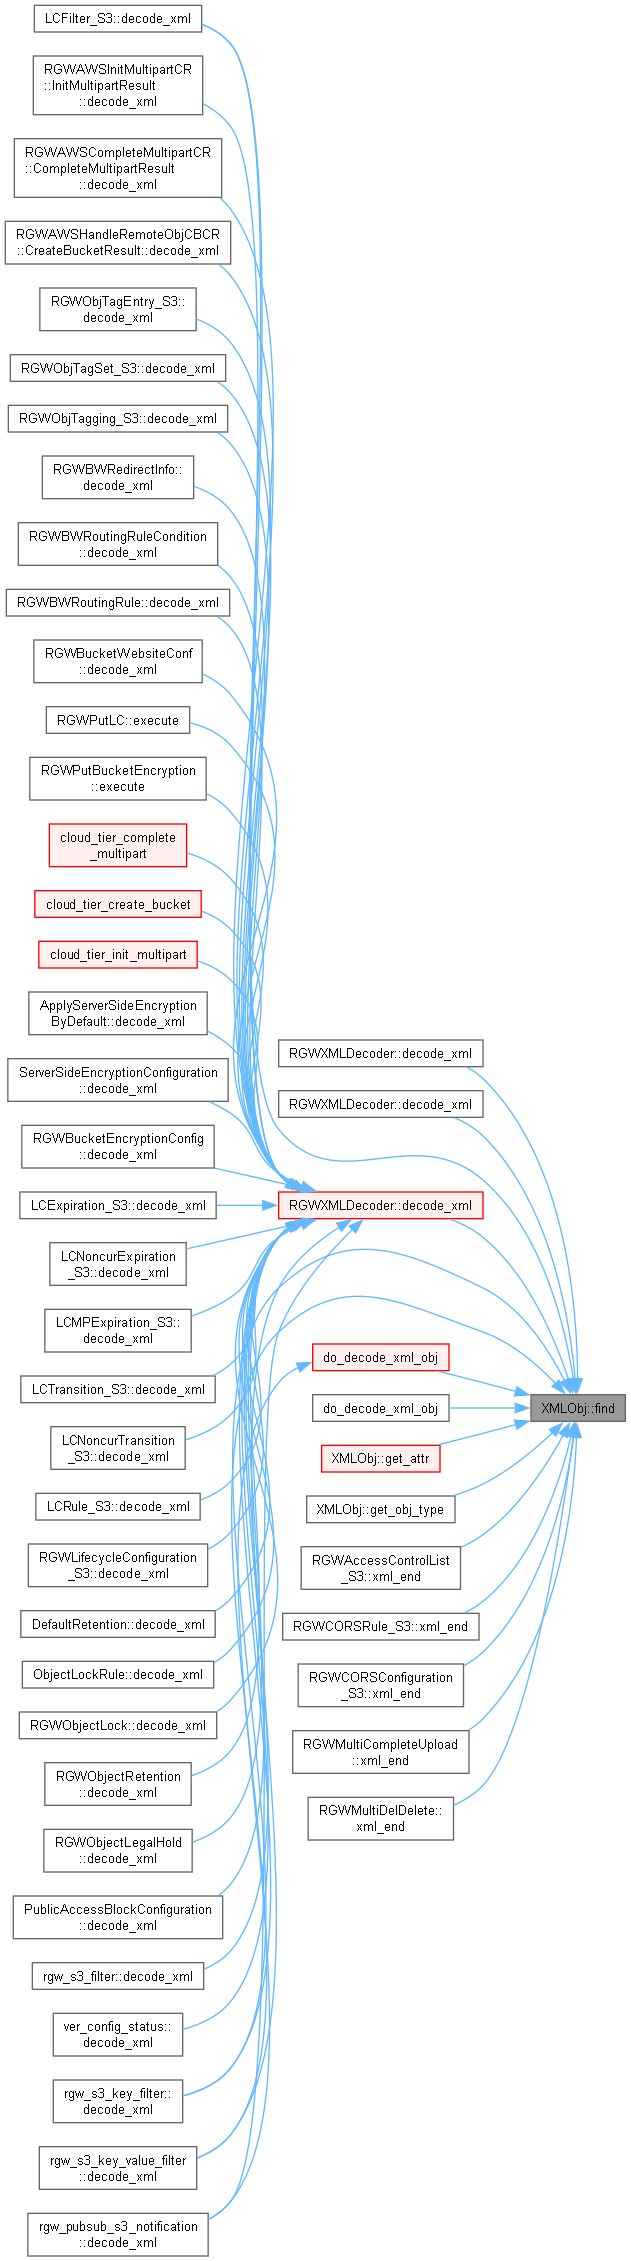 LCFilter_S3::decode_xml
RGWAWSInitMultipartCR
::InitMultipartResult
::decode_xml
RGWAWSCompleteMultipartCR
::CompleteMultipartResult
::decode_xml
RGWAWSHandleRemoteObjCBCR
::CreateBucketResult::decode_xml
RGWObjTagEntry_S3::
decode_xml
RGWObjTagSet_S3::decode_xml
RGWObjTagging_S3::decode_xml
RGWBWRedirectInfo::
decode_xml
RGWBWRoutingRuleCondition
::decode_xml
RGWBWRoutingRule::decode_xml
RGWBucketWebsiteConf
::decode_xml
RGWPutLC::execute
RGWPutBucketEncryption
::execute
cloud_tier_complete
_multipart
cloud_tier_create_bucket
cloud_tier_init_multipart
ApplyServerSideEncryption
ByDefault::decode_xml
ServerSideEncryptionConfiguration
::decode_xml
RGWBucketEncryptionConfig
::decode_xml
LCExpiration_S3::decode_xml
LCNoncurExpiration
_S3::decode_xml
LCMPExpiration_S3::
decode_xml
LCTransition_S3::decode_xml
LCNoncurTransition
_S3::decode_xml
LCRule_S3::decode_xml
RGWLifecycleConfiguration
_S3::decode_xml
DefaultRetention::decode_xml
ObjectLockRule::decode_xml
RGWObjectLock::decode_xml
RGWObjectRetention
::decode_xml
RGWObjectLegalHold
::decode_xml
PublicAccessBlockConfiguration
::decode_xml
rgw_s3_filter::decode_xml
ver_config_status::
decode_xml
rgw_s3_key_filter::
decode_xml
rgw_s3_key_value_filter
::decode_xml
rgw_pubsub_s3_notification
::decode_xml
RGWXMLDecoder::decode_xml
RGWXMLDecoder::decode_xml
RGWXMLDecoder::decode_xml
do_decode_xml_obj
do_decode_xml_obj
XMLObj::get_attr
XMLObj::get_obj_type
RGWAccessControlList
_S3::xml_end
RGWCORSRule_S3::xml_end
RGWCORSConfiguration
_S3::xml_end
RGWMultiCompleteUpload
::xml_end
RGWMultiDelDelete::
xml_end
XMLObj::find